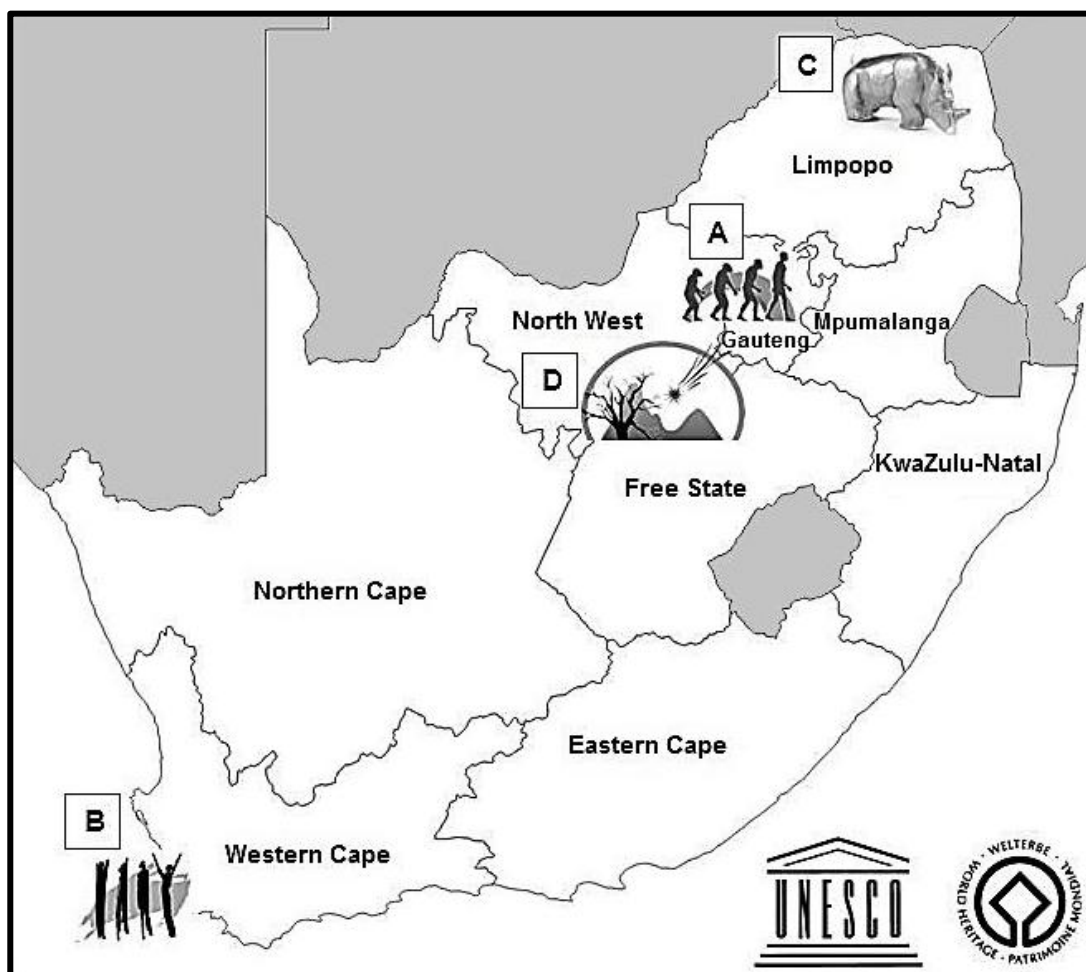 C
Limpopo
A
Mpumalanga
North West
Gauteng
D
KwaZulu-Natal
Free State
Northern Cape
Eastern Cape
B
Western Cape
UNESCO
WORLD HERITAGE · WELTERBE · PATRIMOINE MONDIAL ·